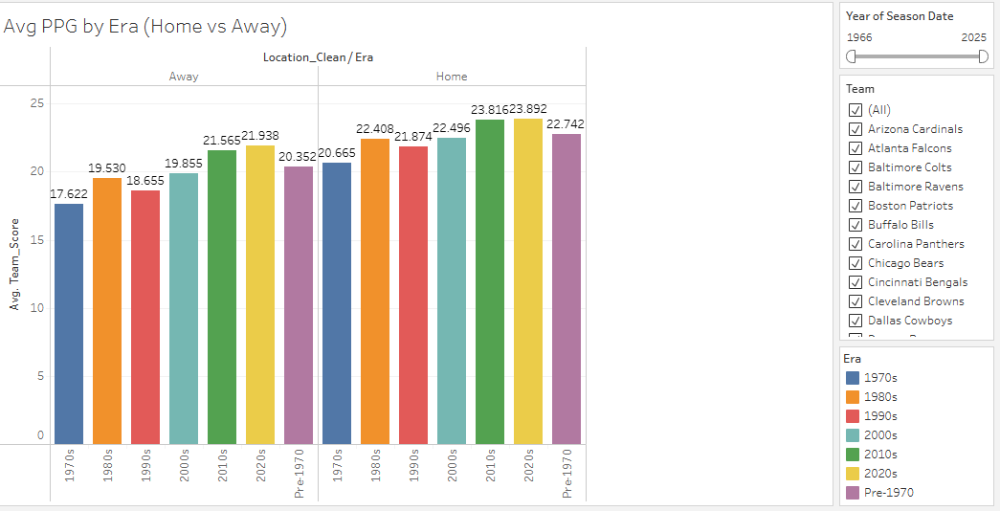 Avg PPG by Era (Home vs Away)
Location_Clean / Era
Away Home
Avg. Team_Score
25
20
15
10
5
0
17.622 19.530 18.655 19.855 21.565 21.938 20.352 20.665 22.408 21.874 22.496 23.816 23.892 22.742
1970s 1980s 1990s 2000s 2010s 2020s Pre-1970 1970s 1980s 1990s 2000s 2010s 2020s Pre-1970
Year of Season Date
1966 2025
Team
(All)
Arizona Cardinals
Atlanta Falcons
Baltimore Colts
Baltimore Ravens
Boston Patriots
Buffalo Bills
Carolina Panthers
Chicago Bears
Cincinnati Bengals
Cleveland Browns
Dallas Cowboys
Era
1970s
1980s
1990s
2000s
2010s
2020s
Pre-1970